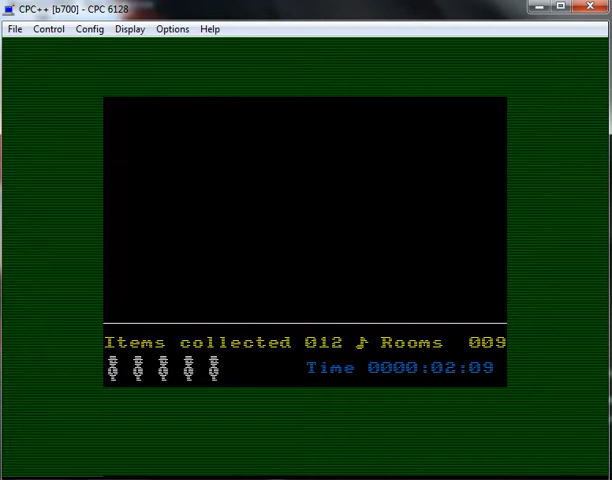 CPC++ [b700] - CPC 6128
File Control Config Display Options Help
Items collected 012 ♪ Rooms 009
Time 0000:02:09